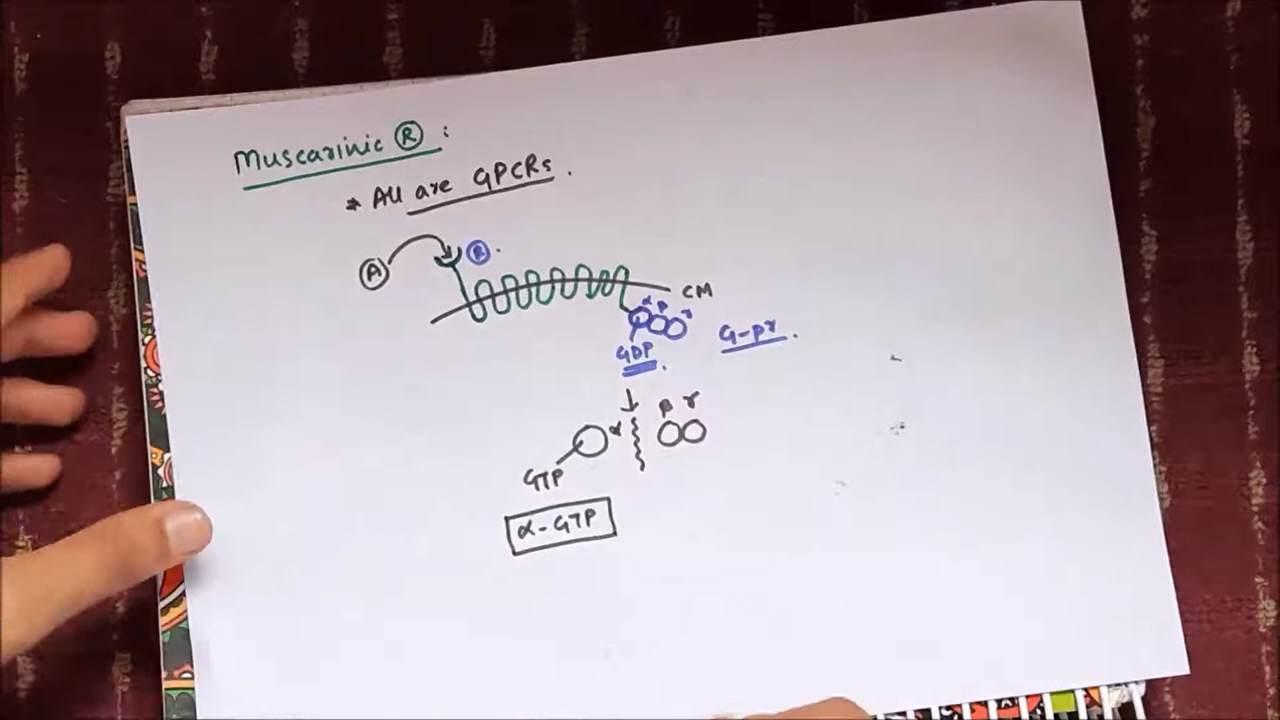 Muscarinic R :
* All are GPCRs.
A R.
CM
α β γ
GDP. G-pr.
β γ
α
GTP
α-GTP